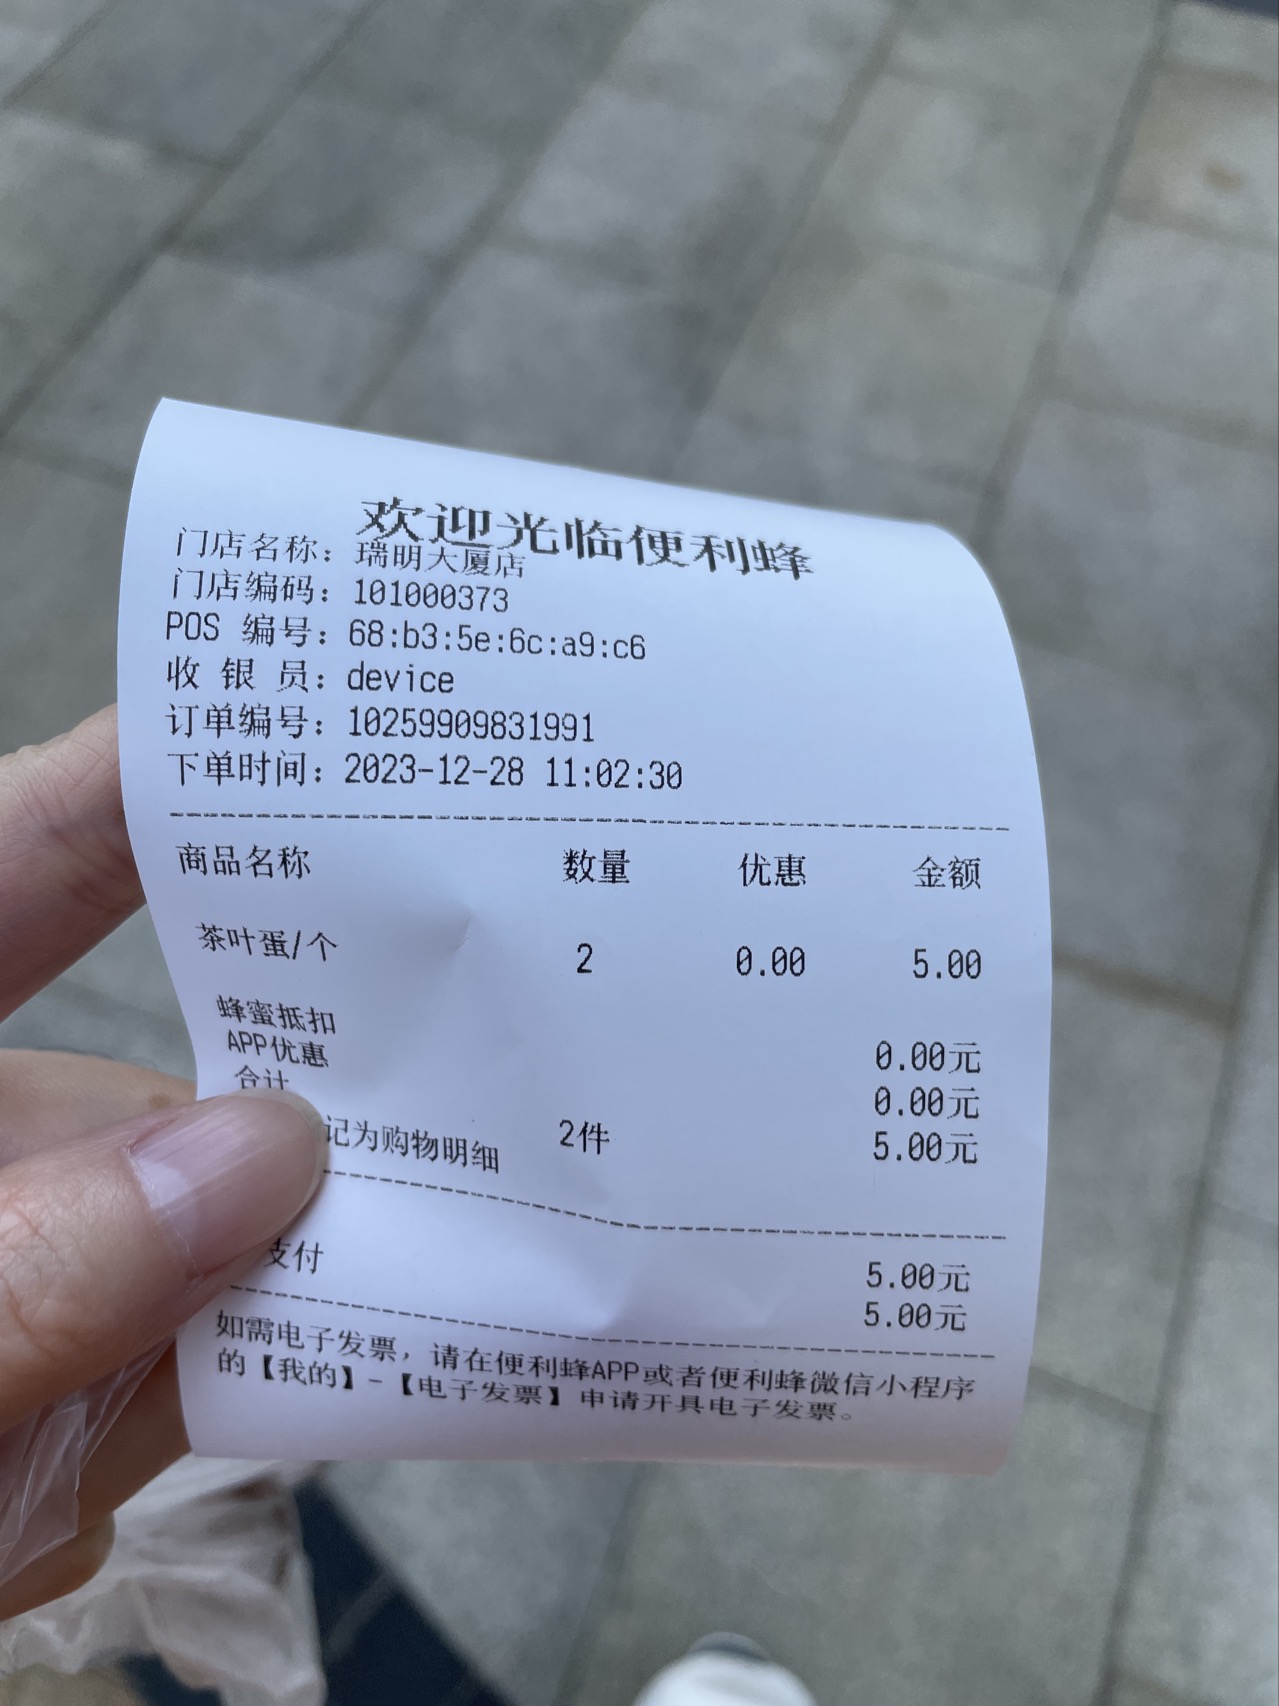 欢迎光临便利蜂
门店名称：瑞明大厦店
门店编码：101000373
POS 编号：68:b3:5e:6c:a9:c6
收 银 员：device
订单编号：10259909831991
下单时间：2023-12-28 11:02:30
商品名称 数量 优惠 金额
茶叶蛋/个 2 0.00 5.00
蜂蜜抵扣 0.00元
APP优惠 0.00元
合计 2件 5.00元
记为购物明细
5.00元
支付 5.00元
如需电子发票，请在便利蜂APP或者便利蜂微信小程序
的【我的】-【电子发票】申请开具电子发票。